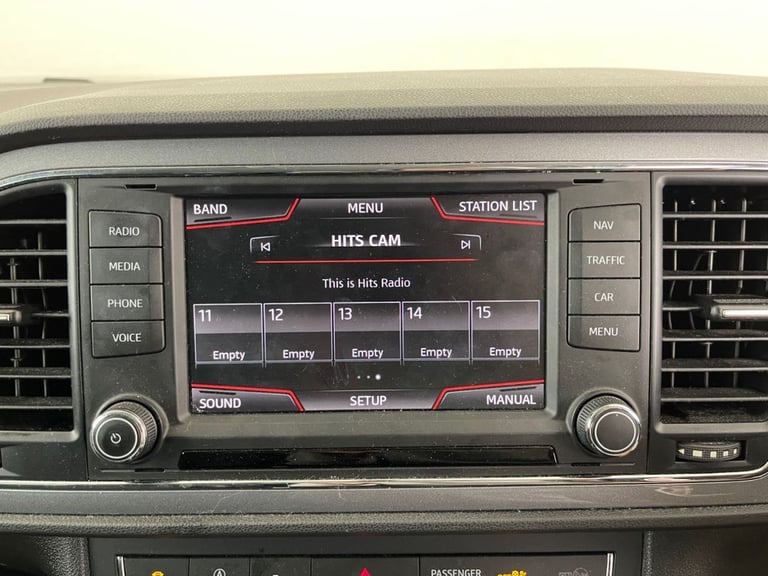 BAND MENU STATION LIST
HITS CAM
This is Hits Radio
11 12 13 14 15
Empty Empty Empty Empty Empty
SOUND SETUP MANUAL
RADIO
MEDIA
PHONE
VOICE
NAV
TRAFFIC
CAR
MENU
PASSENGER